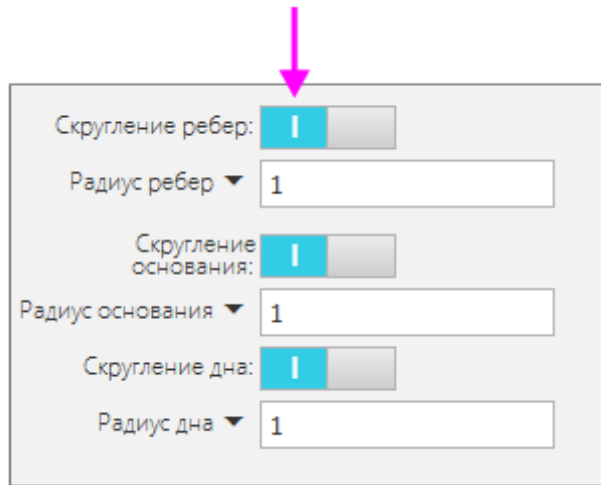 Скругление ребер: I
Радиус ребер 1
Скругление
основания: I
Радиус основания 1
Скругление дна: I
Радиус дна 1